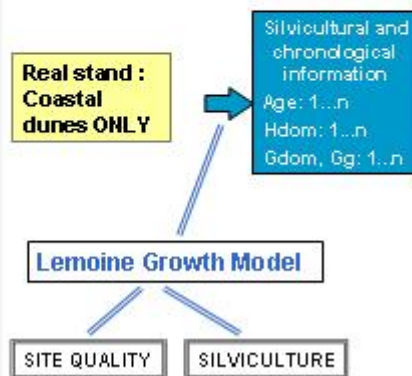 Real stand :
Coastal
dunes ONLY
Silvicultural and
chronological
information
Age: 1...n
Hdom: 1...n
Gdom, Gg: 1...n
Lemoine Growth Model
SITE QUALITY
SILVICULTURE